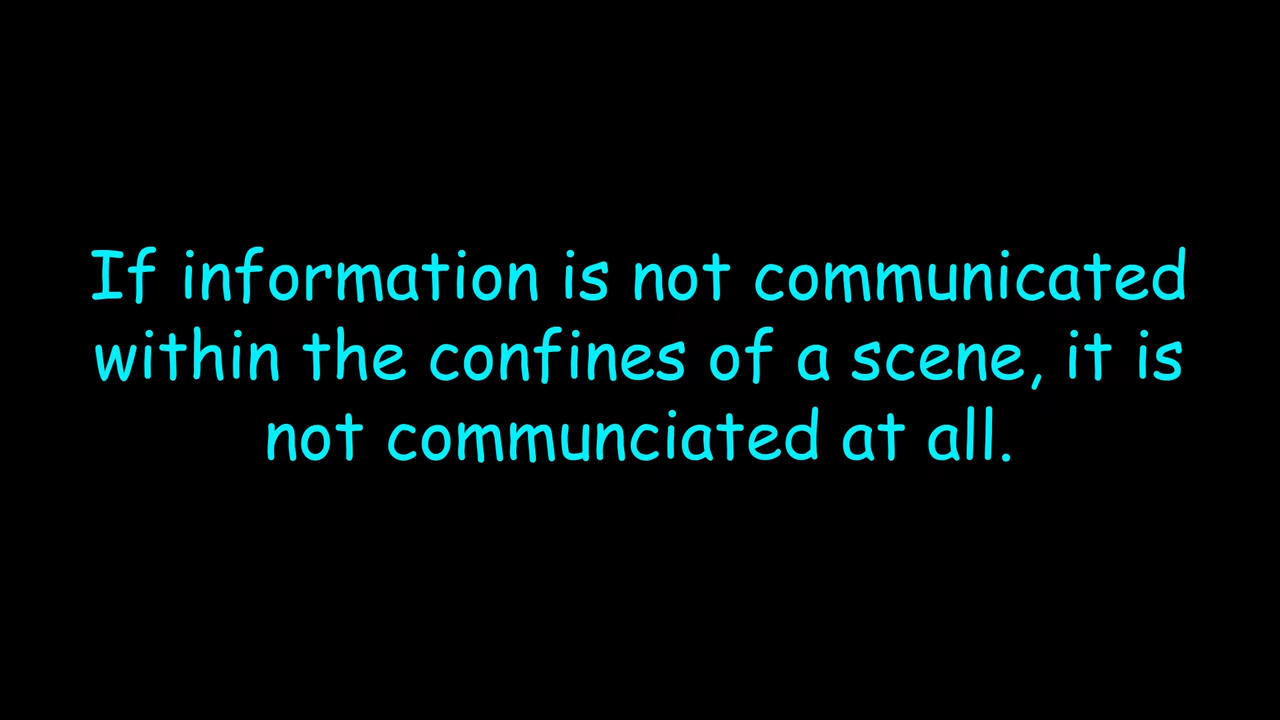 If information is not communicated
within the confines of a scene, it is
not communciated at all.